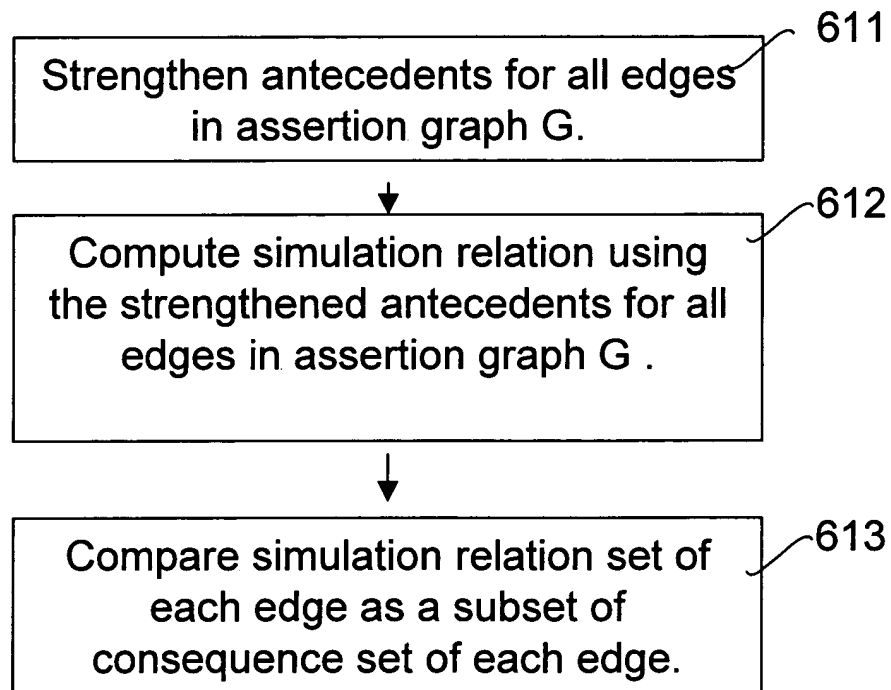 611
Strengthen antecedents for all edges
in assertion graph G.
612
Compute simulation relation using
the strengthened antecedents for all
edges in assertion graph G .
613
Compare simulation relation set of
each edge as a subset of
consequence set of each edge.